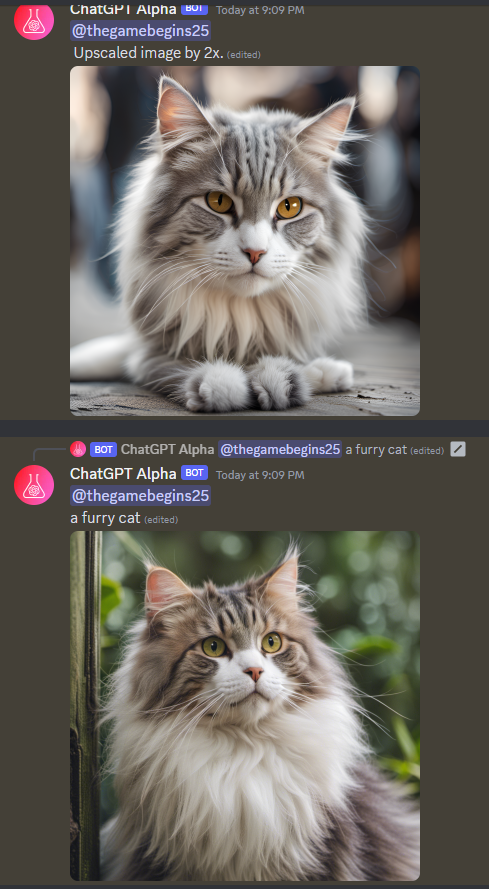 ChatGPT Alpha BOT Today at 9:09 PM
@thegamebegins25
Upscaled image by 2x. (edited)
BOT ChatGPT Alpha @thegamebegins25 a furry cat (edited)
ChatGPT Alpha BOT Today at 9:09 PM
@thegamebegins25
a furry cat (edited)